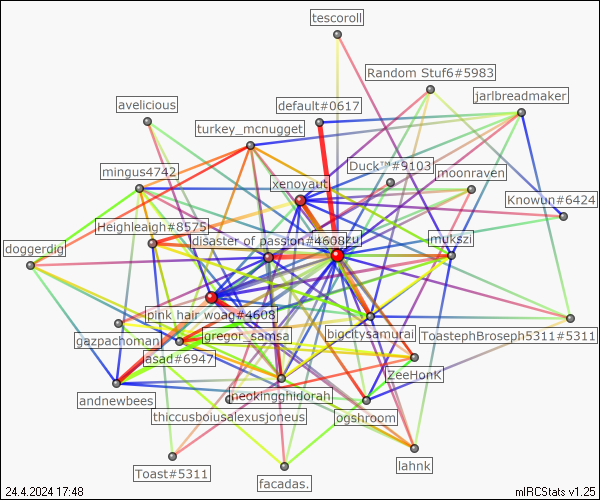 tescoroll
Random Stuf6#5983
jarlbreadmaker
avelicious
default#0617
turkey_mcnugget
Duck™#9103
mingus4742
moonraven
xenoyaut
Knowun#6424
Heighleaigh#8575
disaster of passion#4608
zu
mukszi
doggerdig
pink hair woag#4608
gregor_samsa
bigcitysamurai
ToastephBroseph5311#5311
gazpachoman
asad#6947
ZeeHonK
andnewbees
neokingghidorah
thiccusboiusalexusjoneus
ogshroom
Toast#5311
lahnk
facadas.
24.4.2024 17:48
mIRCStats v1.25